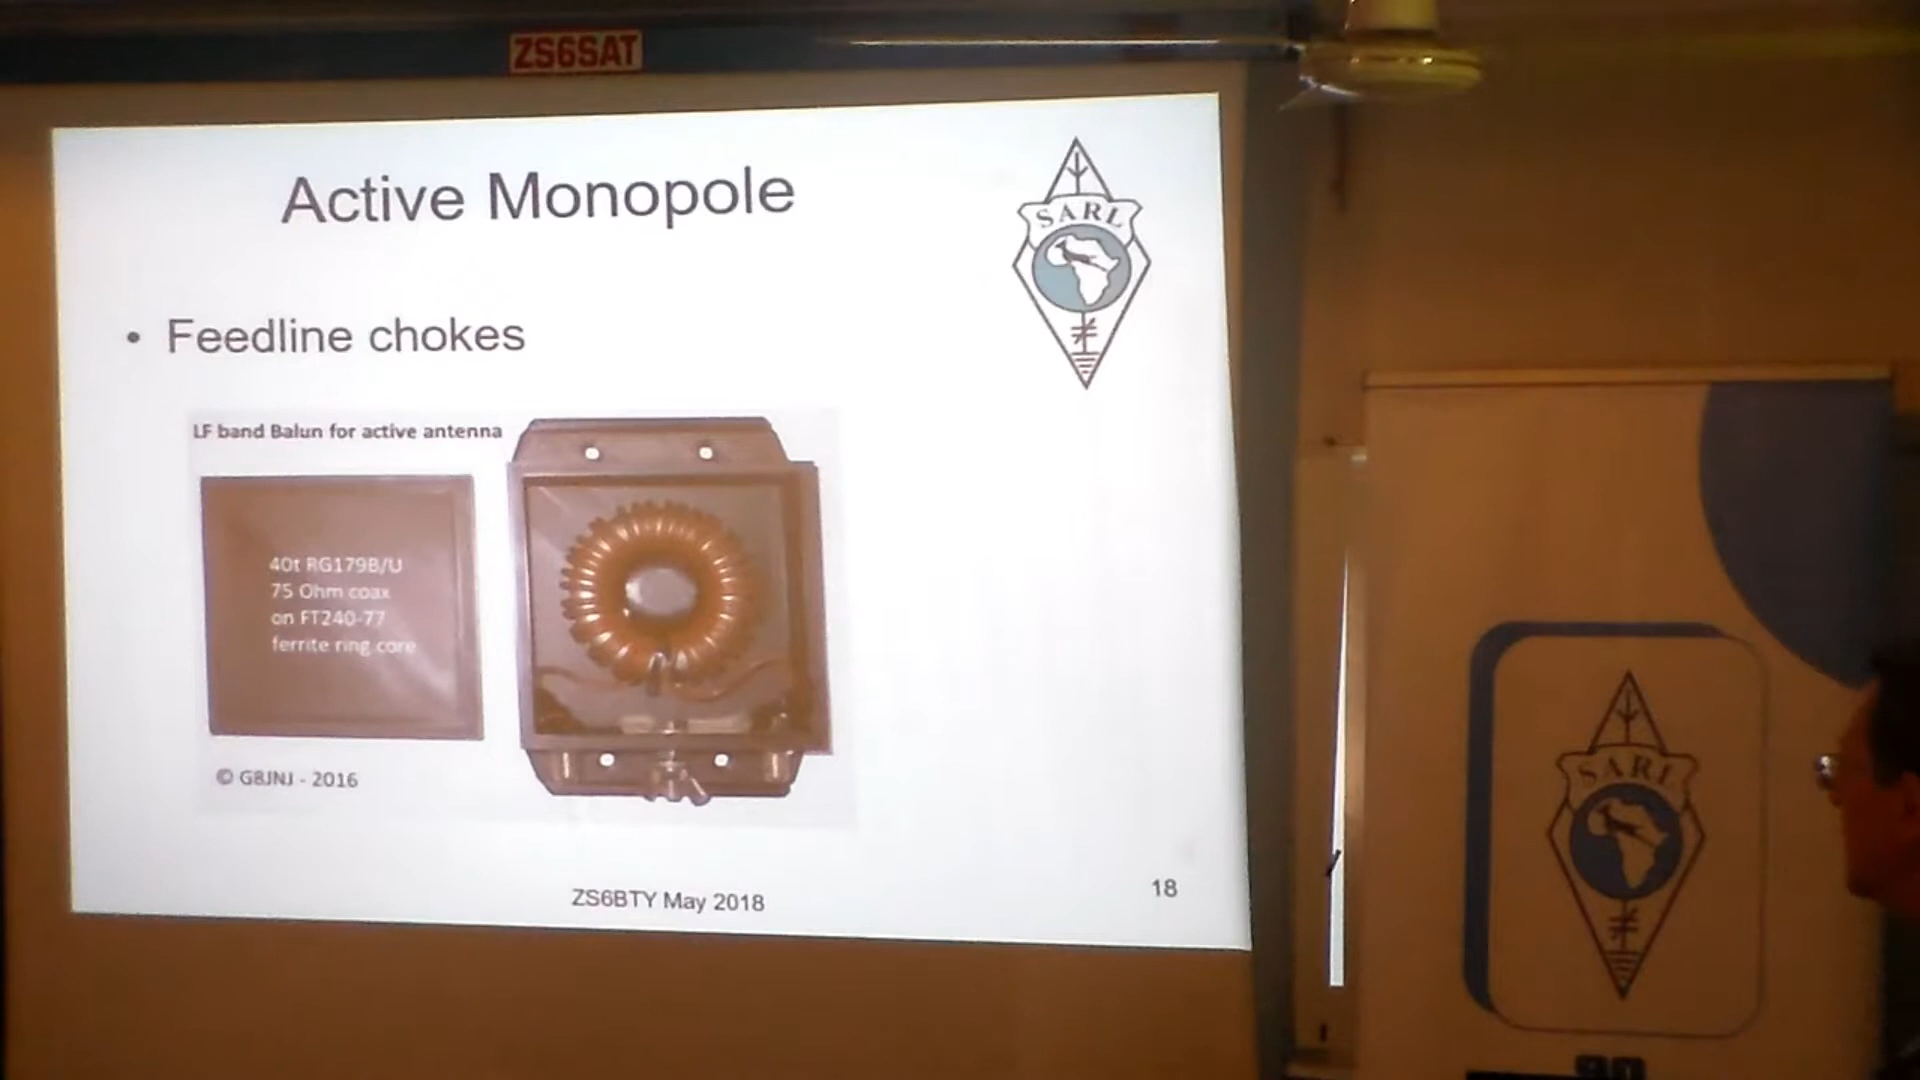 ZS6SAT
Active Monopole
SARL
• Feedline chokes
LF band Balun for active antenna
40t RG179B/U
75 Ohm coax
on FT240-77
ferrite ring core
© G8JNJ - 2016
ZS6BTY May 2018
18
SARL